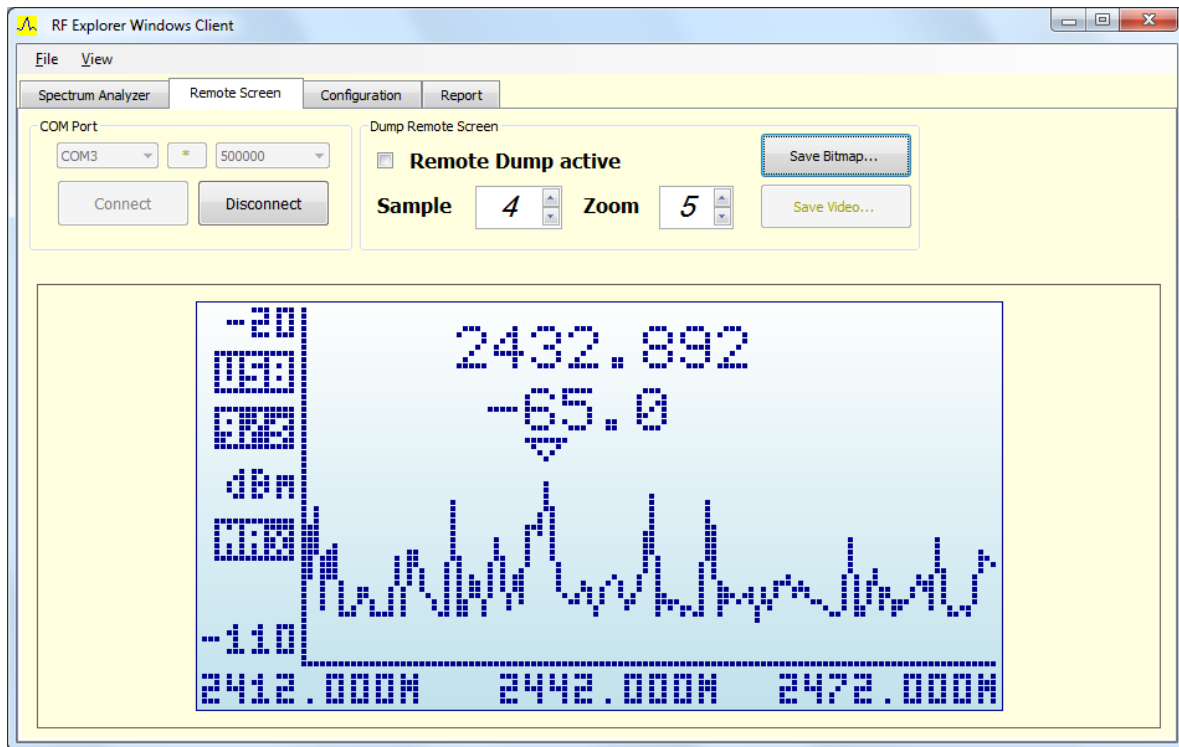 RF Explorer Windows Client
File View
Spectrum Analyzer Remote Screen Configuration Report
COM Port
COM3 * 500000
Connect Disconnect
Dump Remote Screen
Remote Dump active
Sample 4 Zoom 5
Save Bitmap...
Save Video...
-20
dBm
-110
2432.892
-65.0
2412.000M 2442.000M 2472.000M